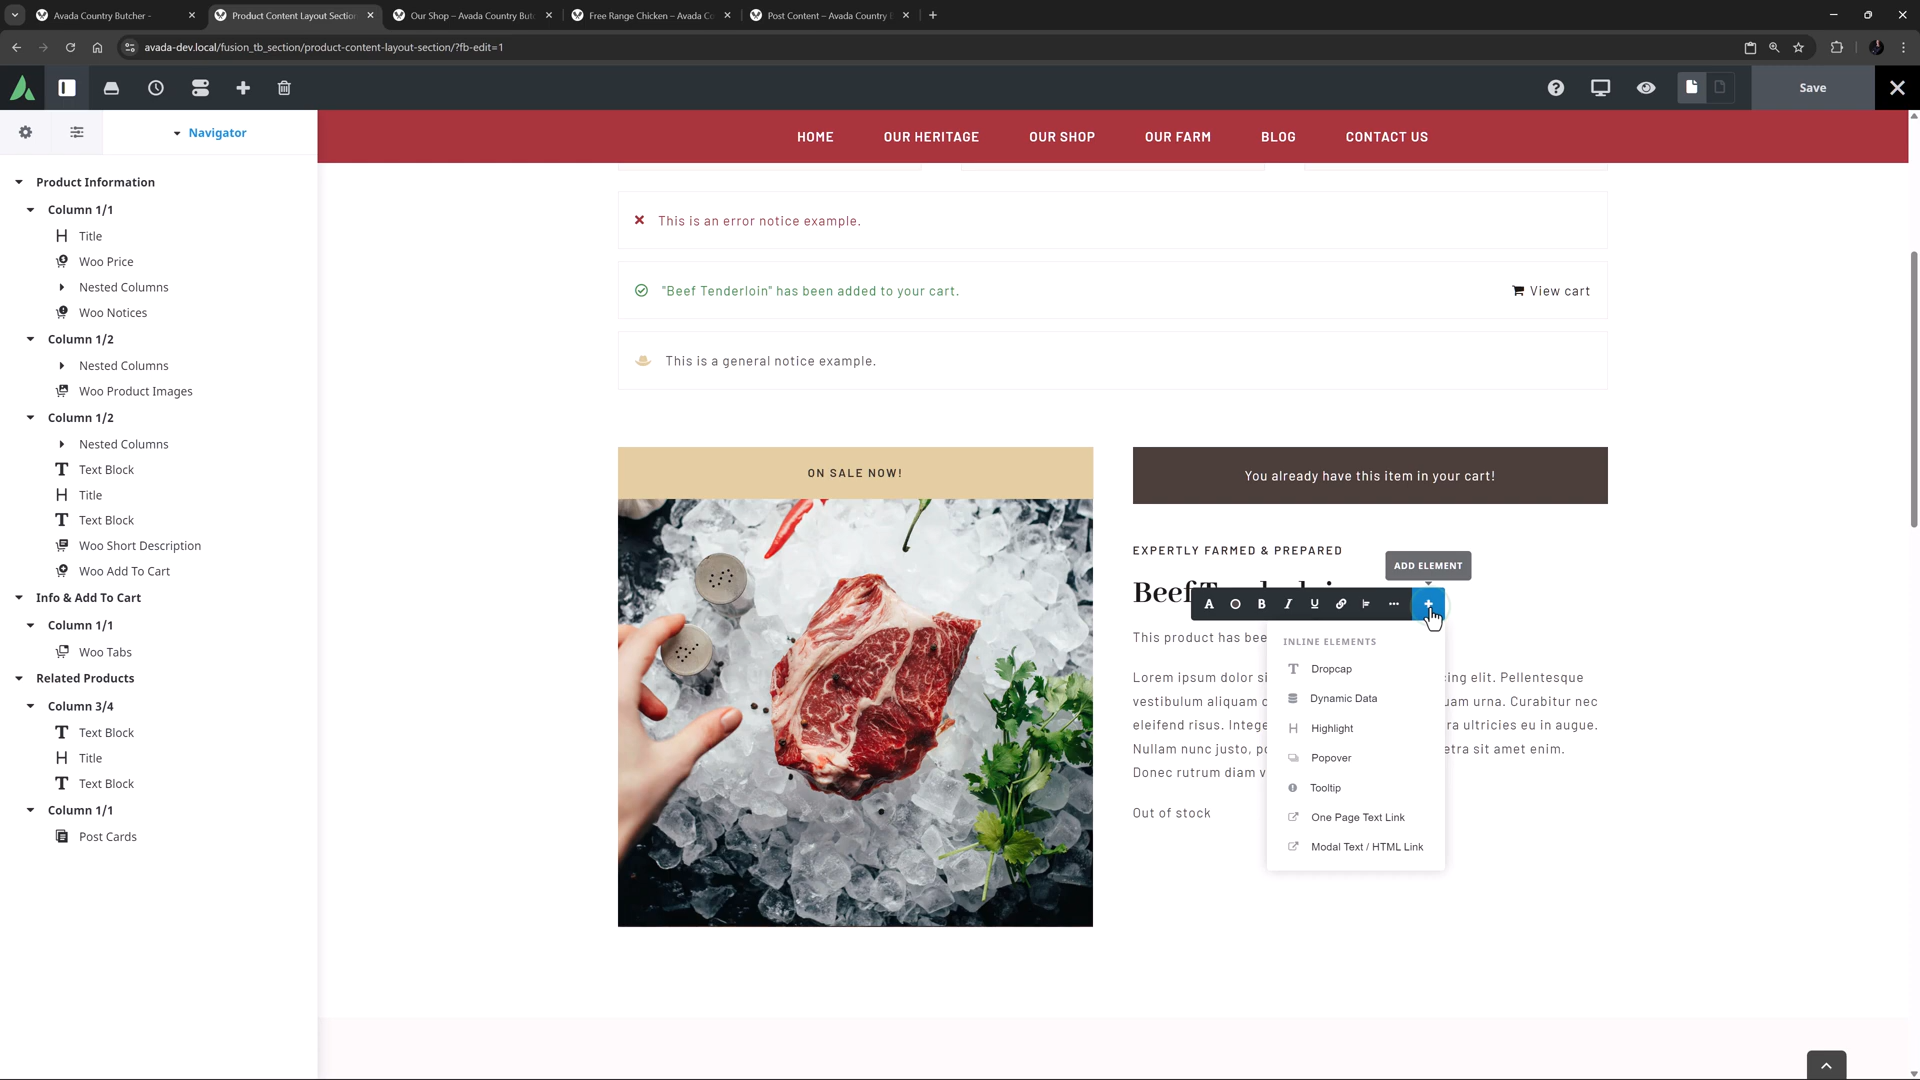 Avada Country Butcher -
Product Content Layout Section
Our Shop – Avada Country But
Free Range Chicken – Avada Co
Post Content – Avada Country
avada-dev.local/fusion_tb_section/product-content-layout-section/?fb-edit=1
Save
Navigator
Product Information
Column 1/1
Title
Woo Price
Nested Columns
Woo Notices
Column 1/2
Nested Columns
Woo Product Images
Column 1/2
Nested Columns
Text Block
Title
Text Block
Woo Short Description
Woo Add To Cart
Info & Add To Cart
Column 1/1
Woo Tabs
Related Products
Column 3/4
Text Block
Title
Text Block
Column 1/1
Post Cards
HOME OUR HERITAGE OUR SHOP OUR FARM BLOG CONTACT US
This is an error notice example.
"Beef Tenderloin" has been added to your cart.
View cart
This is a general notice example.
ON SALE NOW!
You already have this item in your cart!
EXPERTLY FARMED & PREPARED
ADD ELEMENT
Beef
This product has bee
Lorem ipsum dolor si cing elit. Pellentesque
vestibulum aliquam uam urna. Curabitur nec
eleifend risus. Intege ra ultricies eu in augue.
Nullam nunc justo, po etra sit amet enim.
Donec rutrum diam v
Out of stock
INLINE ELEMENTS
Dropcap
Dynamic Data
Highlight
Popover
Tooltip
One Page Text Link
Modal Text / HTML Link